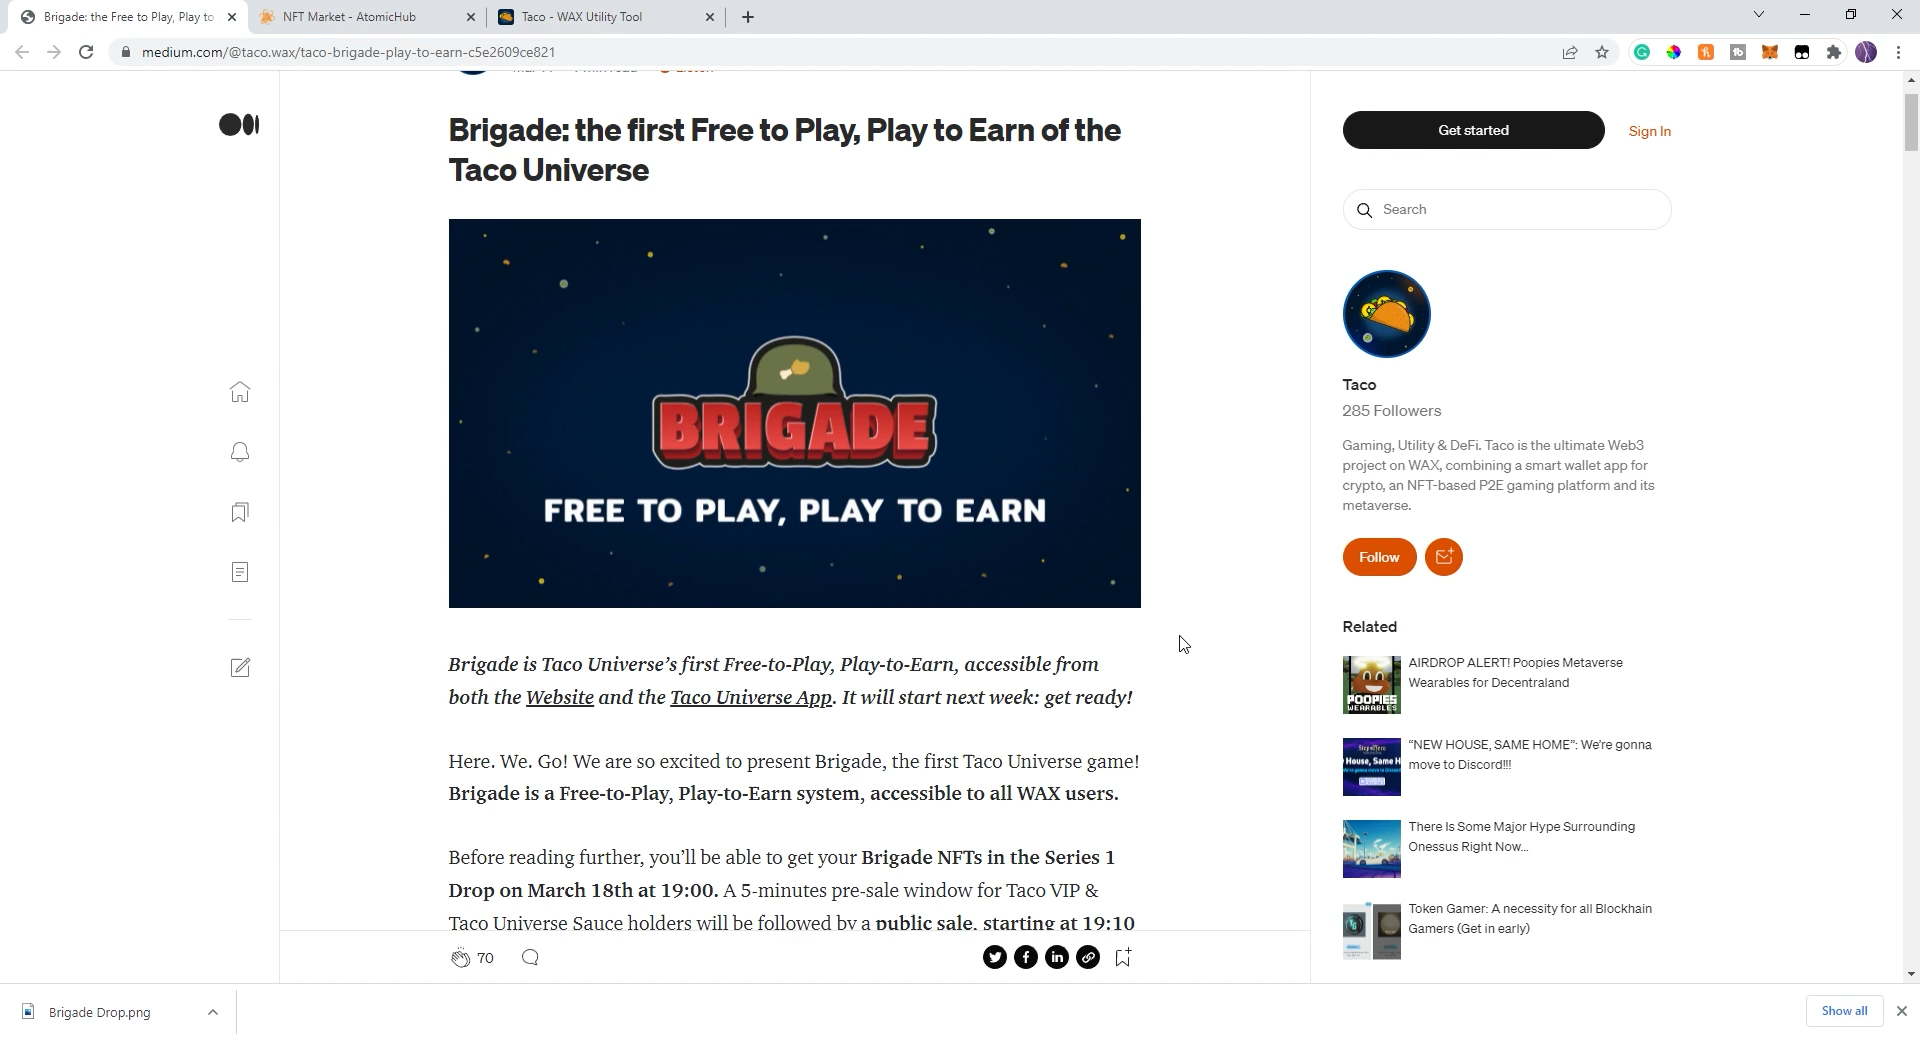 Brigade: the Free to Play, Play to
NFT Market - AtomicHub
Taco - WAX Utility Tool
medium.com/@taco.wax/taco-brigade-play-to-earn-c5e2609ce821
Brigade: the first Free to Play, Play to Earn of the
Taco Universe
BRIGADE
FREE TO PLAY, PLAY TO EARN
Brigade is Taco Universe’s first Free-to-Play, Play-to-Earn, accessible from
both the Website and the Taco Universe App. It will start next week: get ready!
Here. We. Go! We are so excited to present Brigade, the first Taco Universe game!
Brigade is a Free-to-Play, Play-to-Earn system, accessible to all WAX users.
Before reading further, you’ll be able to get your Brigade NFTs in the Series 1
Drop on March 18th at 19:00. A 5-minutes pre-sale window for Taco VIP &
Taco Universe Sauce holders will be followed by a public sale, starting at 19:10
70
Get started
Sign In
Search
Taco
285 Followers
Gaming, Utility & DeFi. Taco is the ultimate Web3
project on WAX, combining a smart wallet app for
crypto, an NFT-based P2E gaming platform and its
metaverse.
Follow
Related
POOPIES
WEARABLES
AIRDROP ALERT! Poopies Metaverse
Wearables for Decentraland
House, Same H
“NEW HOUSE, SAME HOME”: We’re gonna
move to Discord!!!
There Is Some Major Hype Surrounding
Onessus Right Now…
Token Gamer: A necessity for all Blockhain
Gamers (Get in early)
Brigade Drop.png
Show all